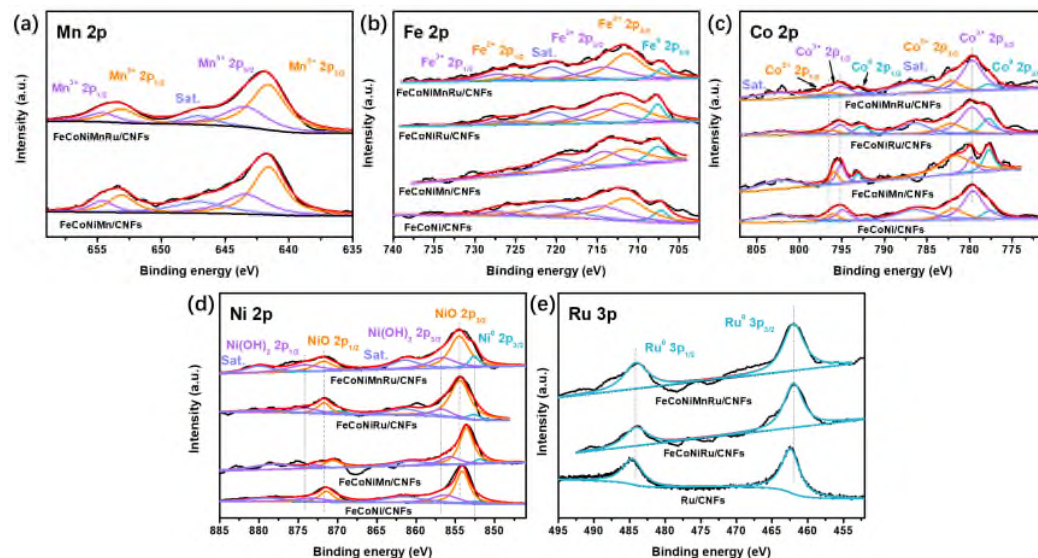 (a)
Mn 2p
Mn³⁺ 2p₁/₂
Mn²⁺ 2p₁/₂
Sat.
Mn³⁺ 2p₃/₂
Mn²⁺ 2p₃/₂
FeCoNiMnRu/CNFs
FeCoNiMn/CNFs
655 650 645 640 635
Binding energy (eV)
Intensity (a.u.)
(b)
Fe 2p
Fe³⁺ 2p₁/₂
Fe²⁺ 2p₁/₂
Sat.
Fe³⁺ 2p₃/₂
Fe²⁺ 2p₃/₂
Fe⁰ 2p₃/₂
FeCoNiMnRu/CNFs
FeCoNiRu/CNFs
FeCoNiMn/CNFs
FeCoNi/CNFs
740 735 730 725 720 715 710 705
Binding energy (eV)
Intensity (a.u.)
(c)
Co 2p
Sat.
Co²⁺ 2p₁/₂
Co³⁺ 2p₁/₂
Co⁰ 2p₁/₂
Sat.
Co²⁺ 2p₃/₂
Co³⁺ 2p₃/₂
FeCoNiMnRu/CNFs
FeCoNiRu/CNFs
FeCoNiMn/CNFs
FeCoNi/CNFs
805 800 795 790 785 780 775
Binding energy (eV)
Intensity (a.u.)
(d)
Ni 2p
Sat.
Ni(OH)₂ 2p₁/₂
NiO 2p₁/₂
Sat.
Ni(OH)₂ 2p₃/₂
NiO 2p₃/₂
Ni⁰ 2p₃/₂
FeCoNiMnRu/CNFs
FeCoNiRu/CNFs
FeCoNiMn/CNFs
FeCoNi/CNFs
885 880 875 870 865 860 855 850
Binding energy (eV)
Intensity (a.u.)
(e)
Ru 3p
Ru⁰ 3p₁/₂
Ru⁰ 3p₃/₂
FeCoNiMnRu/CNFs
FeCoNiRu/CNFs
Ru/CNFs
495 490 485 480 475 470 465 460 455
Binding energy (eV)
Intensity (a.u.)